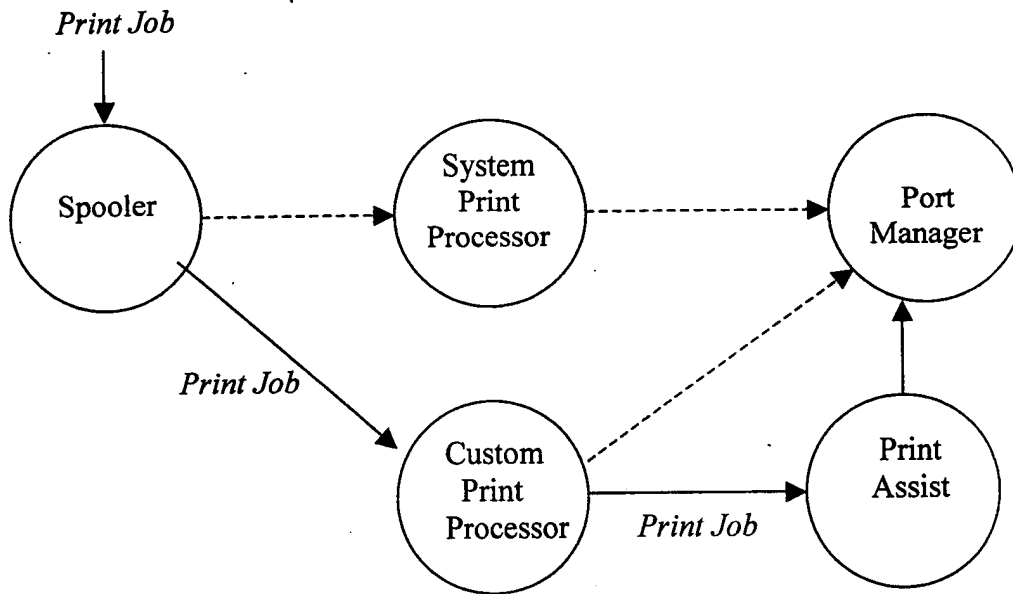 Print Job
Spooler
System
Print
Processor
Port
Manager
Print Job
Custom
Print
Processor
Print Job
Print
Assist